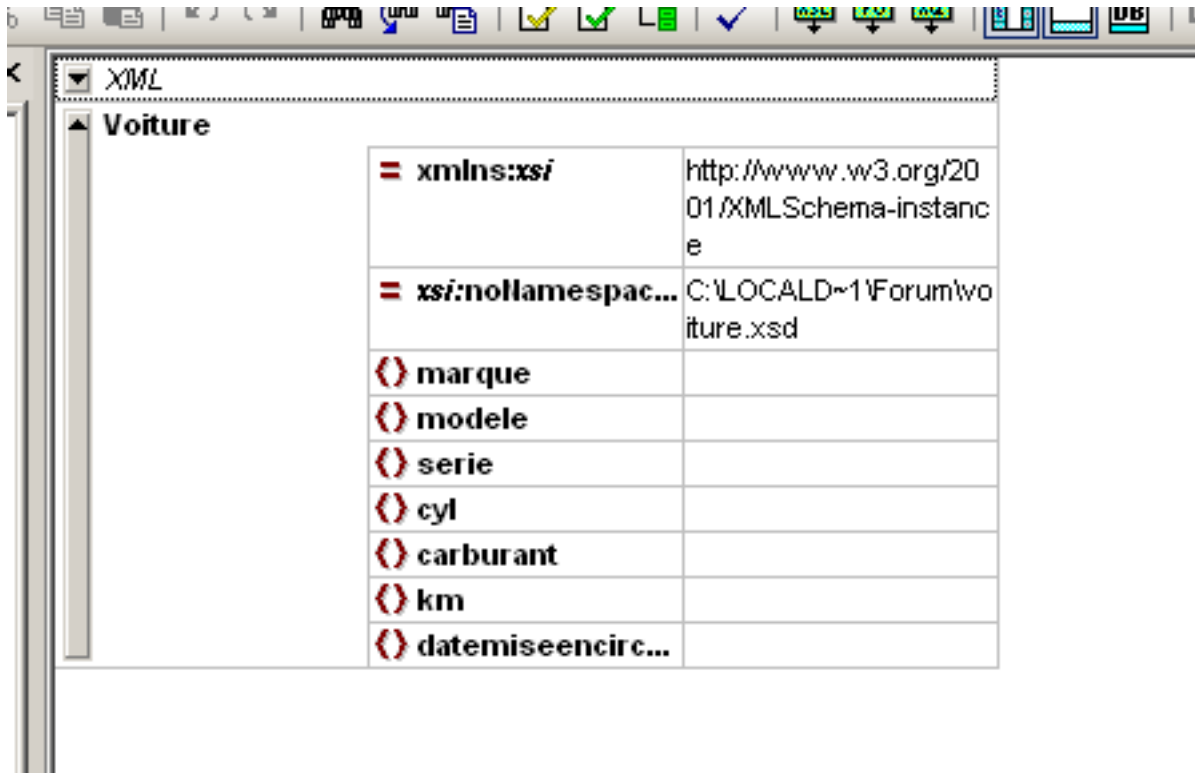 DB
XML
Voiture
= xmlns:xsi
http://www.w3.org/20
01/XMLSchema-instanc
e
= xsi:noNamespac...
C:\LOCALD~1\Forum\vo
iture.xsd
{} marque
{} modele
{} serie
{} cyl
{} carburant
{} km
{} datemiseencirc...